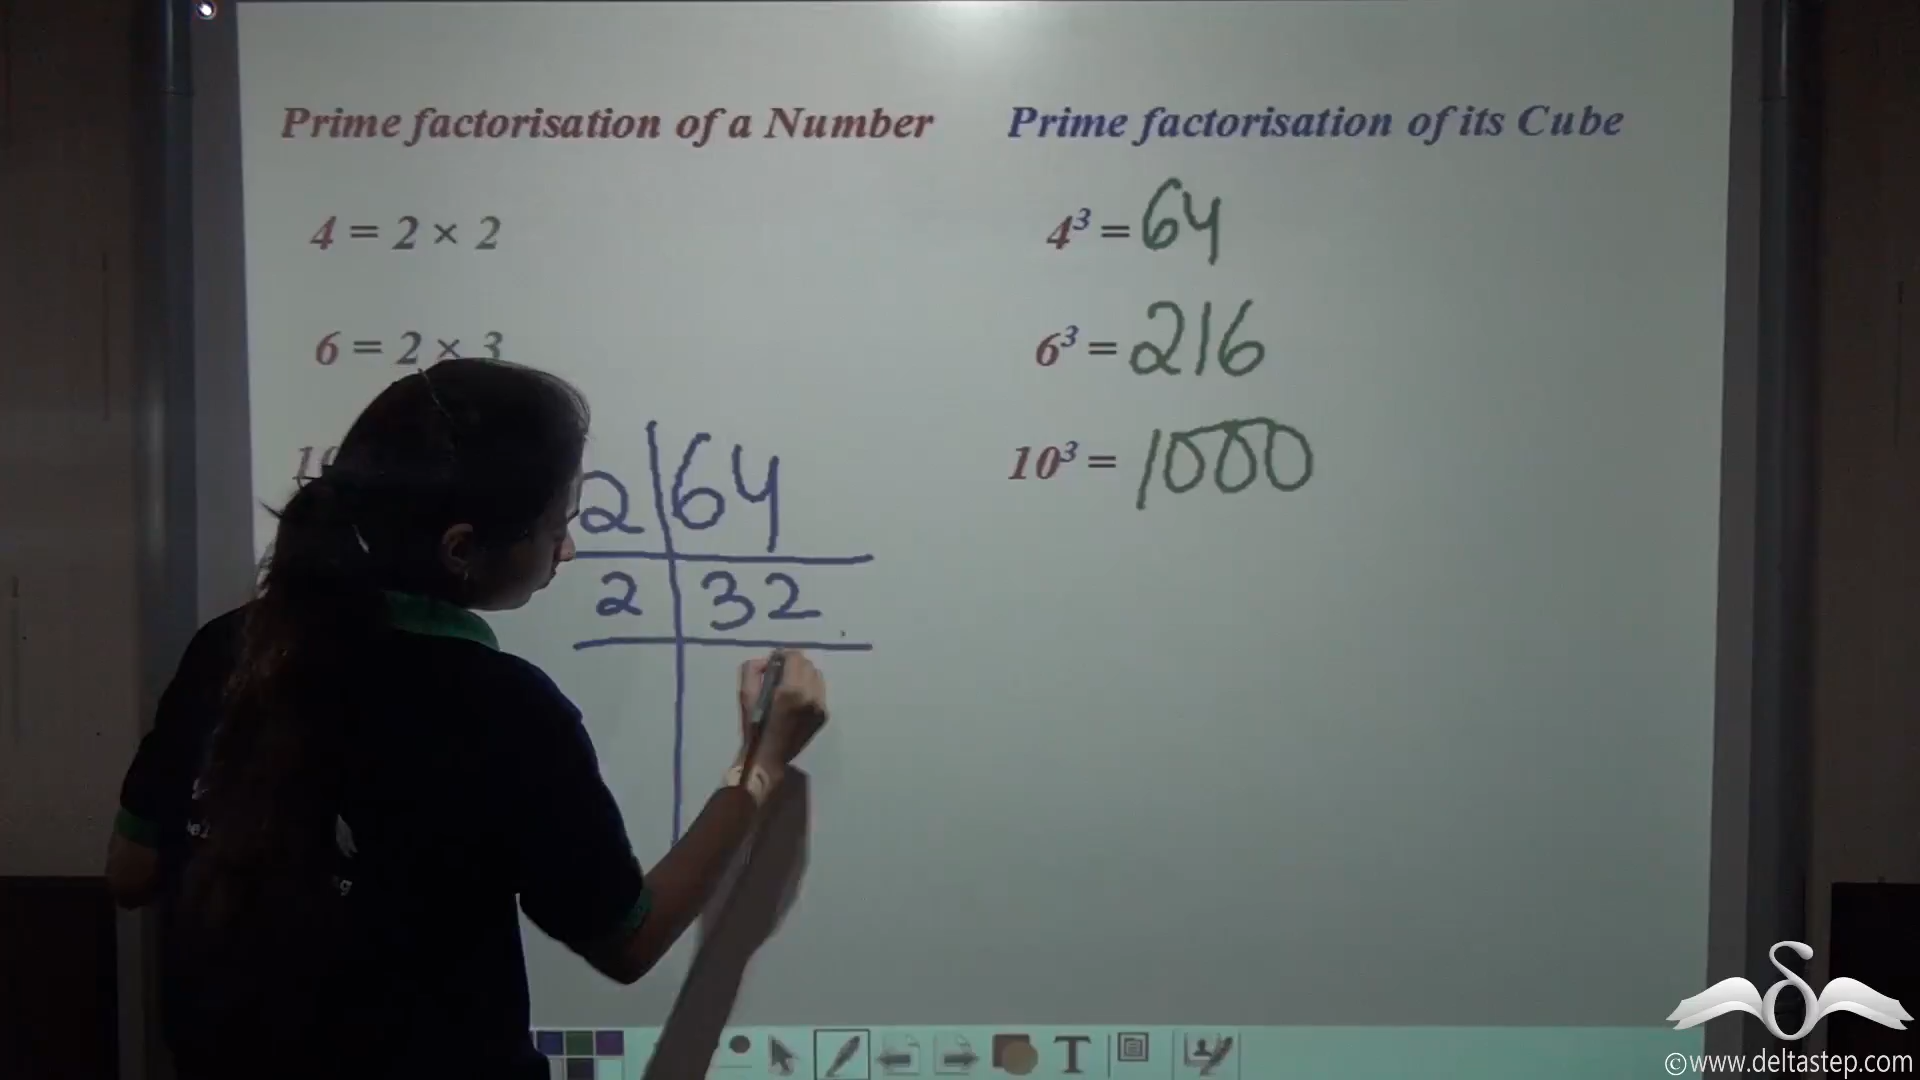 Prime factorisation of a Number
Prime factorisation of its Cube
4 = 2 × 2
4³ = 64
6 = 2 × 3
6³ = 216
10³ = 1000
2 | 64
2 | 32
T
©www.deltastep.com